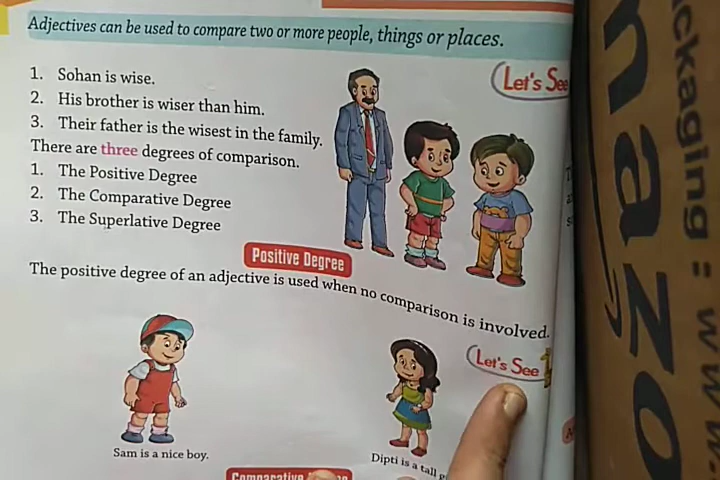 Adjectives can be used to compare two or more people, things or places.
1. Sohan is wise.
2. His brother is wiser than him.
3. Their father is the wisest in the family.
Let's See
There are three degrees of comparison.
1. The Positive Degree
2. The Comparative Degree
3. The Superlative Degree
Positive Degree
The positive degree of an adjective is used when no comparison is involved.
Let's See
Sam is a nice boy.
Dipti is a tall
Comparative
ckaging : www.